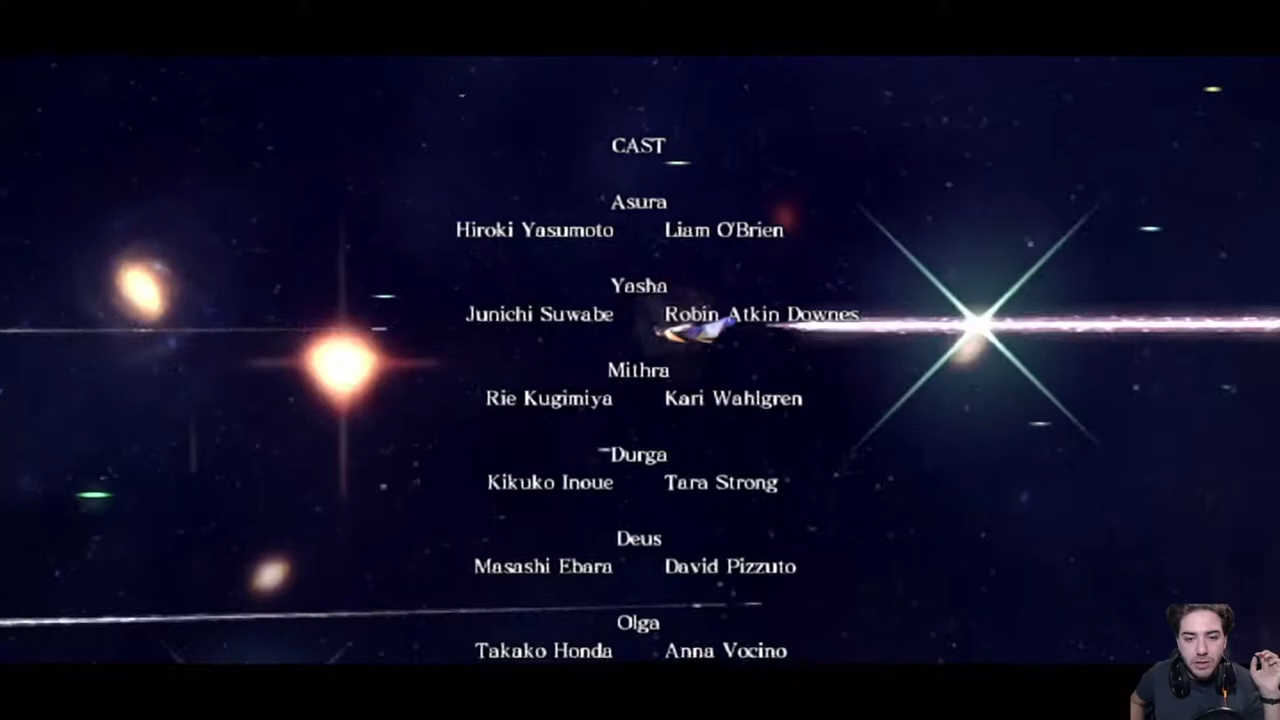 CAST
Asura
Hiroki Yasumoto Liam O'Brien
Yasha
Junichi Suwabe Robin Atkin Downes
Mithra
Rie Kugimiya Kari Wahlgren
Durga
Kikuko Inoue Tara Strong
Deus
Masashi Ebara David Pizzuto
Olga
Takako Honda Anna Vocino